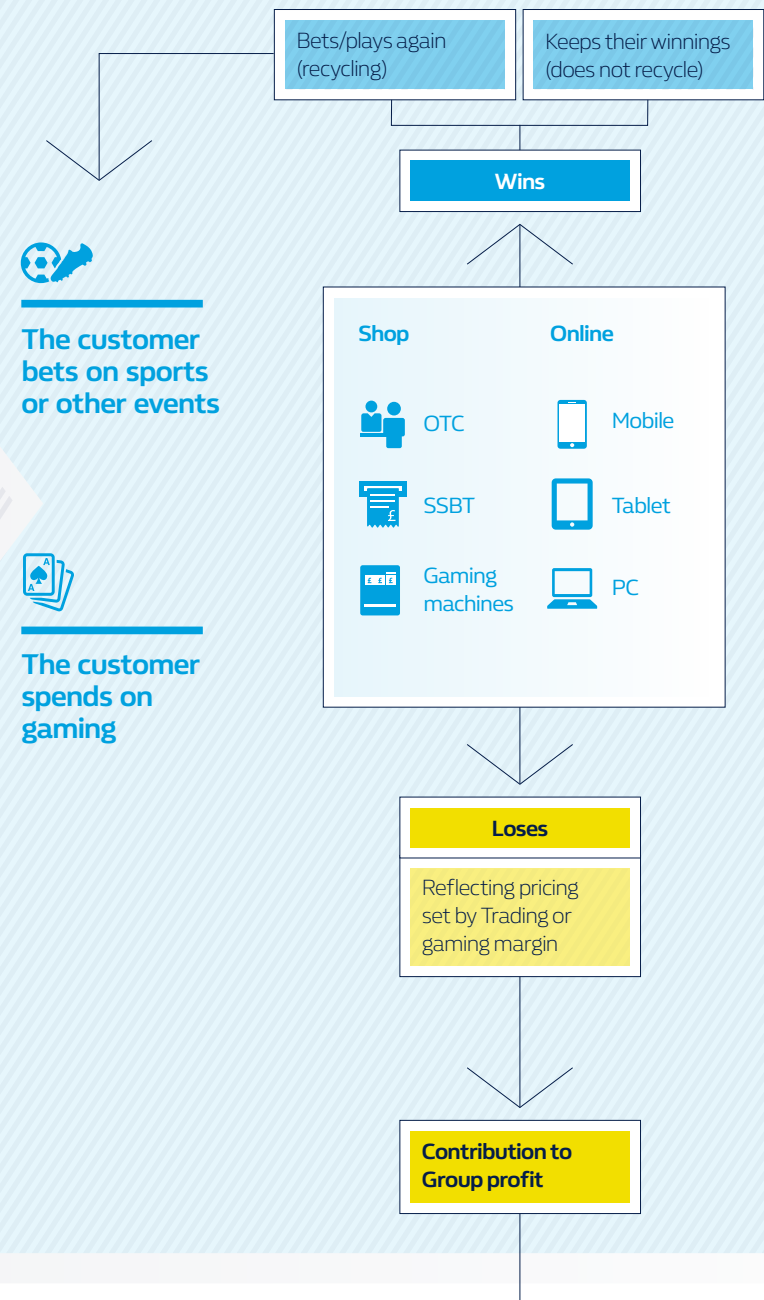 Bets/plays again
(recycling)
Keeps their winnings
(does not recycle)
Wins
The customer
bets on sports
or other events
The customer
spends on
gaming
Shop
Online
OTC
Mobile
SSBT
Tablet
Gaming
machines
PC
£
£ £ £
A
A
Loses
Reflecting pricing
set by Trading or
gaming margin
Contribution to
Group profit